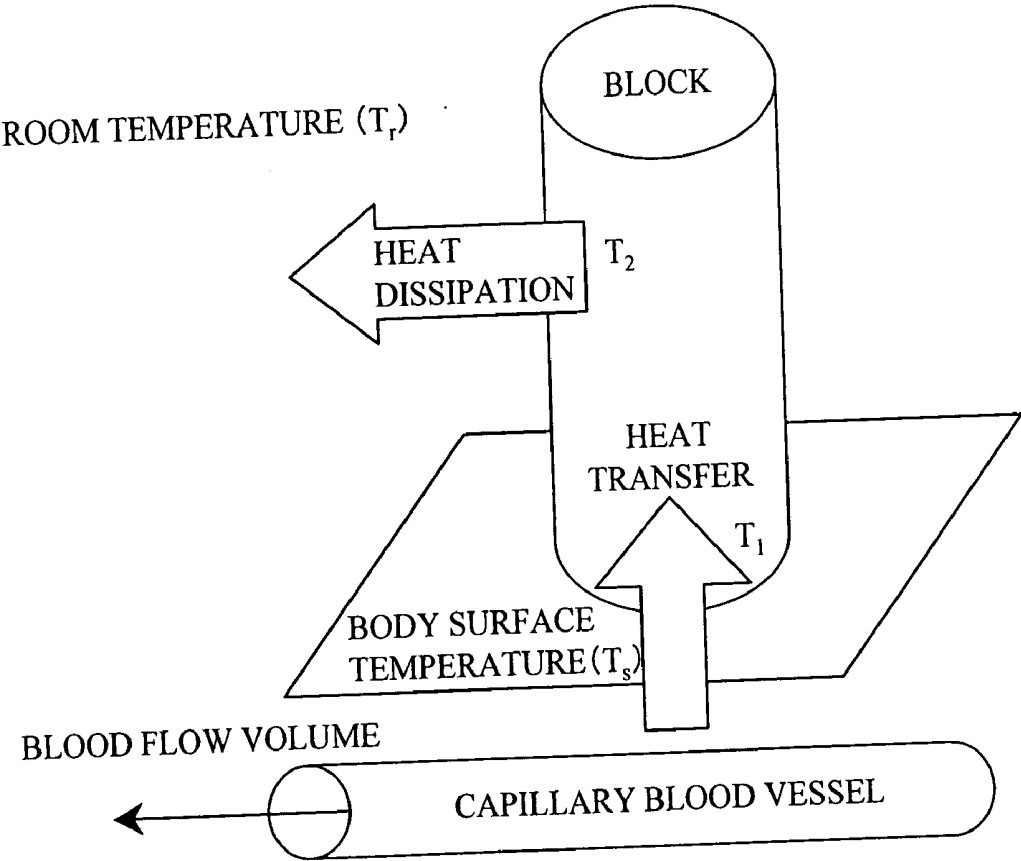 BLOCK
ROOM TEMPERATURE (Tr)
HEAT
DISSIPATION
T2
HEAT
TRANSFER
T1
BODY SURFACE
TEMPERATURE (Ts)
BLOOD FLOW VOLUME
CAPILLARY BLOOD VESSEL